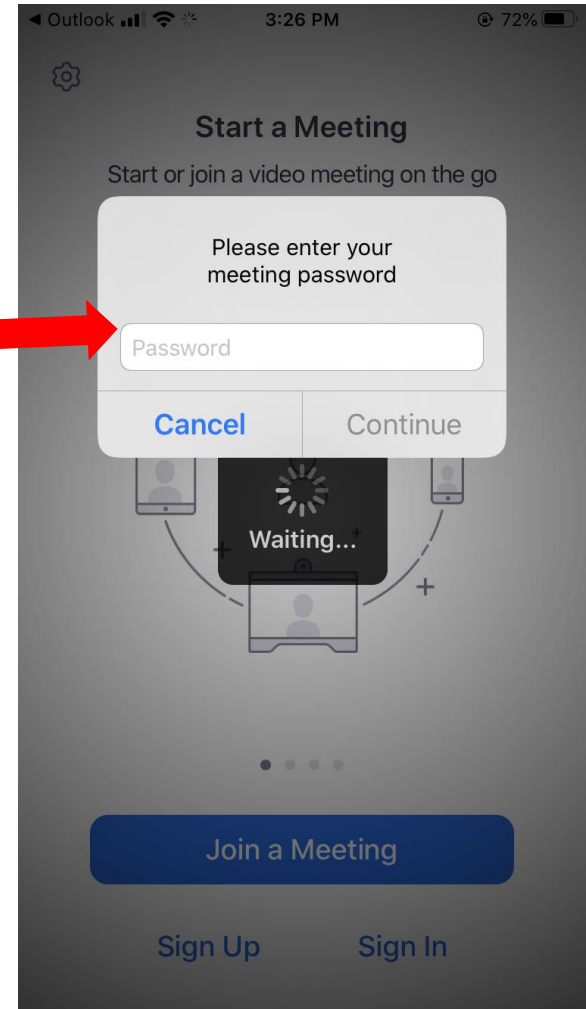 ◀ Outlook 3:26 PM 72%
Start a Meeting
Start or join a video meeting on the go
Please enter your
meeting password
Password
Cancel Continue
Waiting...
Join a Meeting
Sign Up Sign In